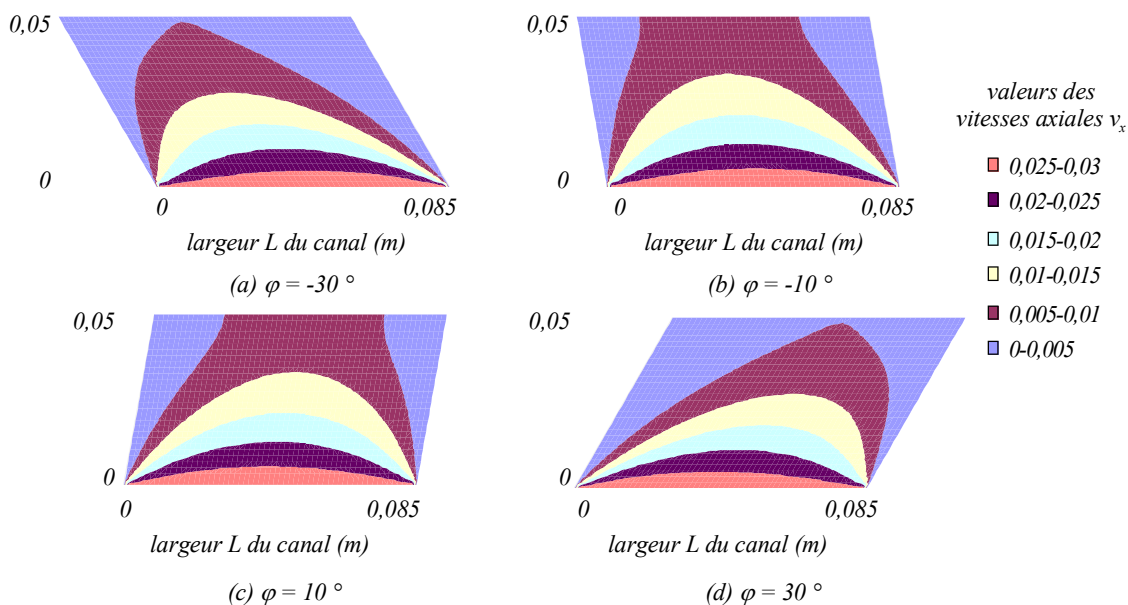 0,05
0
0
0,085
largeur L du canal (m)
(a) φ = -30 °
0,05
0
0
0,085
largeur L du canal (m)
(b) φ = -10 °
valeurs des
vitesses axiales vx
0,025-0,03
0,02-0,025
0,015-0,02
0,01-0,015
0,005-0,01
0-0,005
0,05
0
0
0,085
largeur L du canal (m)
(c) φ = 10 °
0,05
0
0
0,085
largeur L du canal (m)
(d) φ = 30 °